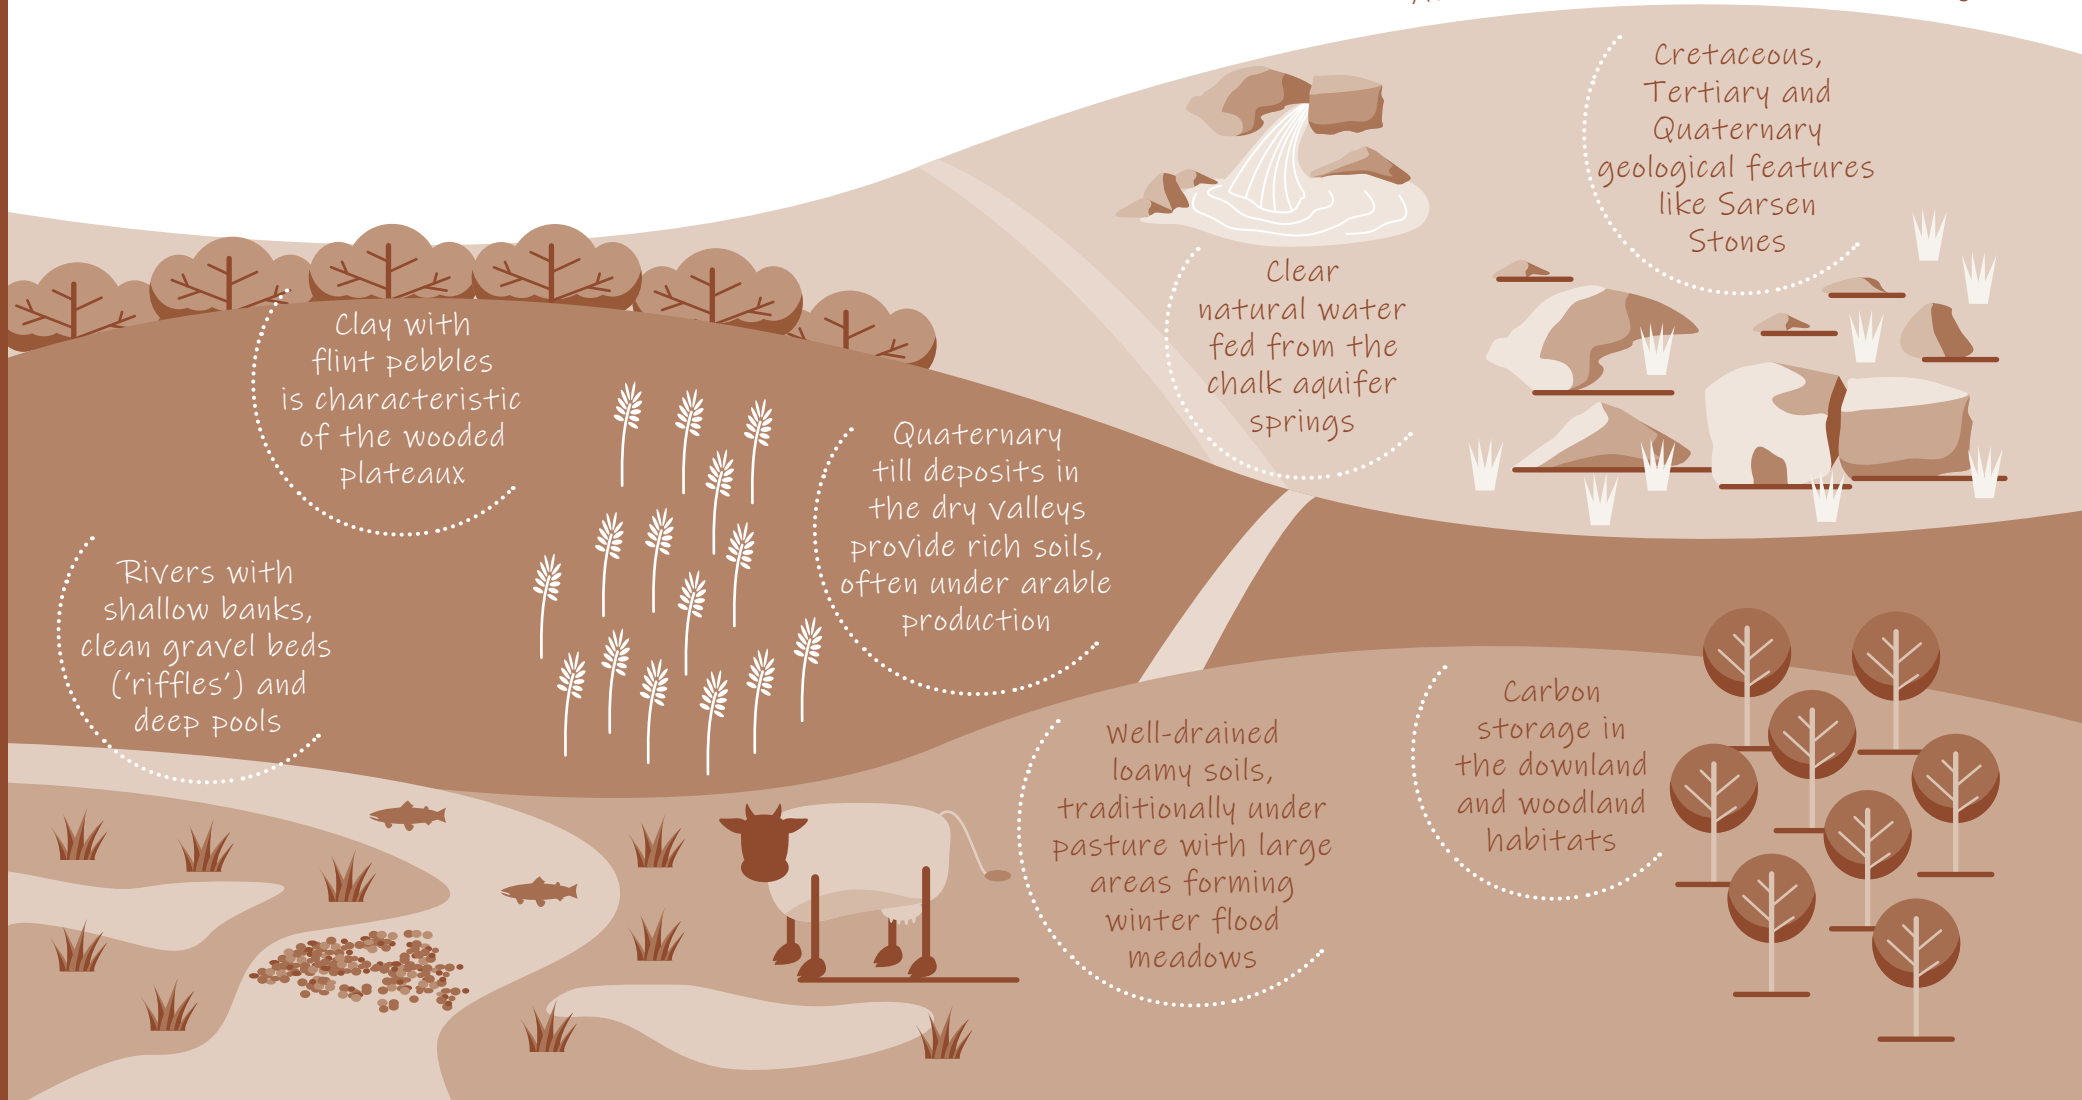 Cretaceous,
Tertiary and
Quaternary
geological features
like Sarsen
Stones
Clear
natural water
fed from the
chalk aquifer
springs
Clay with
flint pebbles
is characteristic
of the wooded
plateaux
Quaternary
till deposits in
the dry valleys
provide rich soils,
often under arable
production
Rivers with
shallow banks,
clean gravel beds
('riffles') and
deep pools
Well-drained
loamy soils,
traditionally under
pasture with large
areas forming
winter flood
meadows
Carbon
storage in
the downland
and woodland
habitats